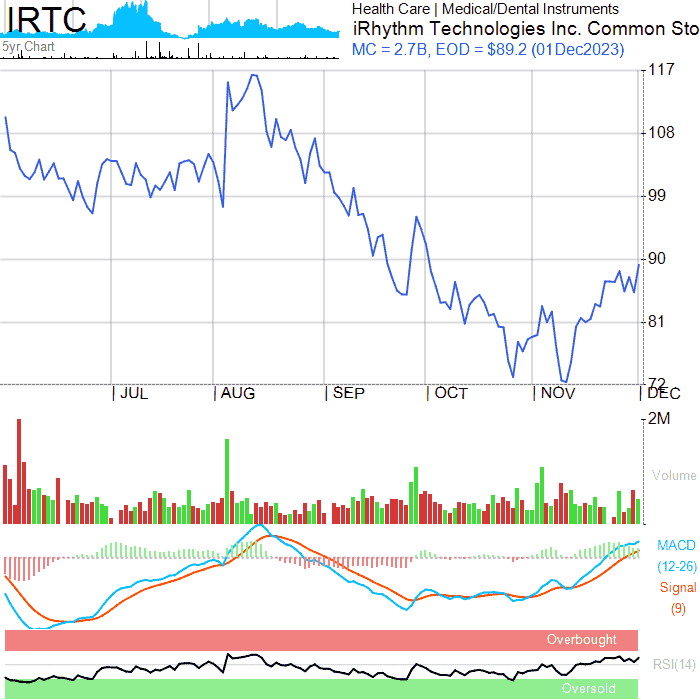 IRTC
5yr Chart
Health Care | Medical/Dental Instruments
iRhythm Technologies Inc. Common Sto
MC = 2.7B, EOD = $89.2 (01Dec2023)
117
108
99
90
81
72
JUL AUG SEP OCT NOV DEC
2M
Volume
MACD
(12-26)
Signal
(9)
Overbought
RSI(14)
Oversold